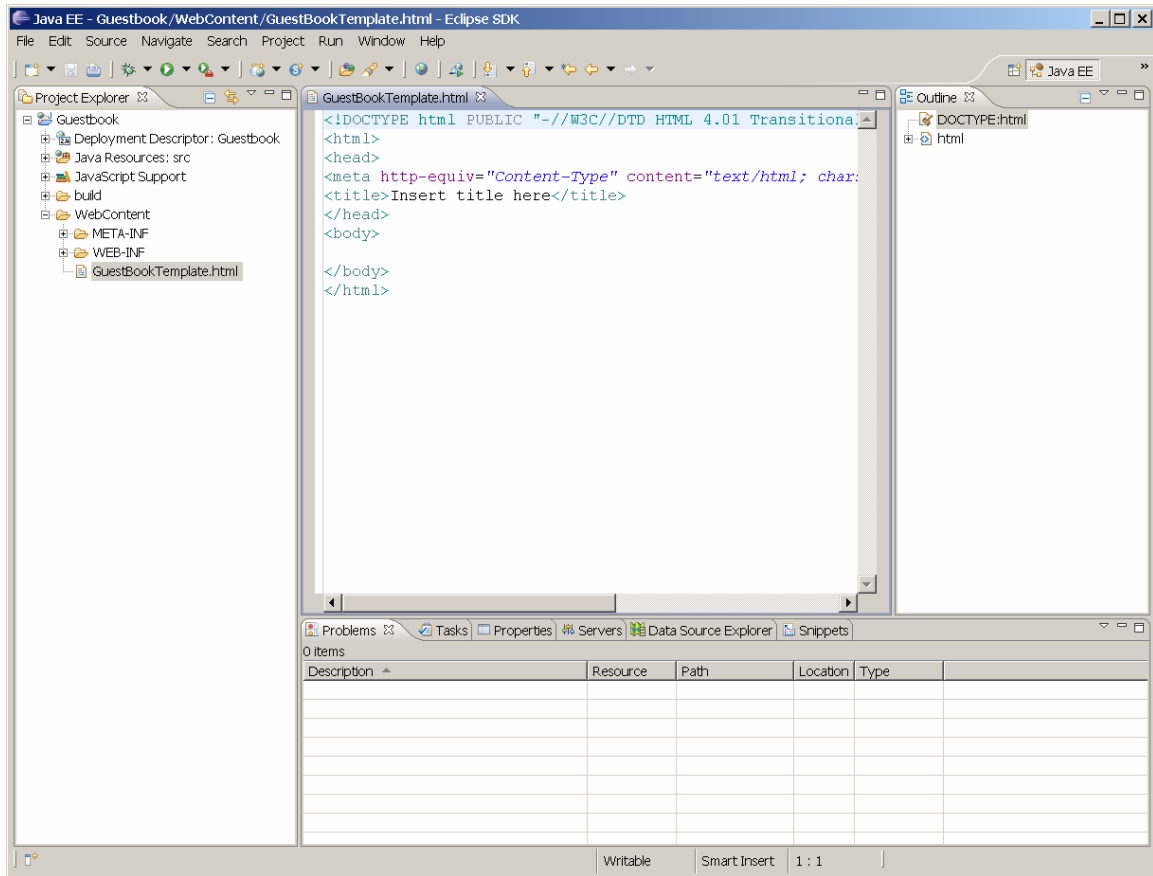 Java EE - Guestbook/WebContent/GuestBookTemplate.html - Eclipse SDK
File Edit Source Navigate Search Project Run Window Help
Java EE
Project Explorer
Guestbook
Deployment Descriptor: Guestbook
Java Resources: src
JavaScript Support
build
WebContent
META-INF
WEB-INF
GuestBookTemplate.html
GuestBookTemplate.html
<!DOCTYPE html PUBLIC "-//W3C//DTD HTML 4.01 Transitional
<html>
<head>
<meta http-equiv="Content-Type" content="text/html; char
<title>Insert title here</title>
</head>
<body>
</body>
</html>
Outline
DOCTYPE:html
html
Problems Tasks Properties Servers Data Source Explorer Snippets
0 items
Description Resource Path Location Type
Writable Smart Insert 1 : 1